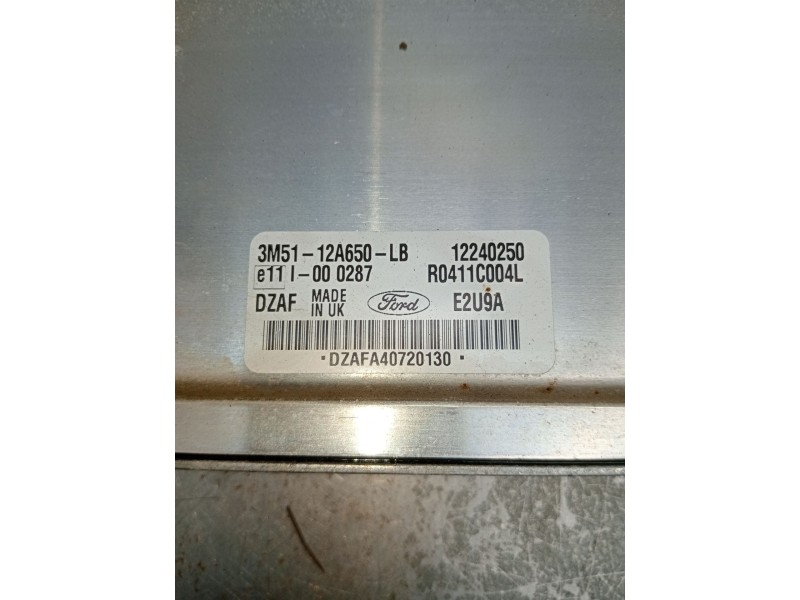 3M51-12A650-LB 12240250
e11 I-00 0287 R0411C004L
DZAF MADE IN UK Ford E2U9A
•DZAFA40720130•